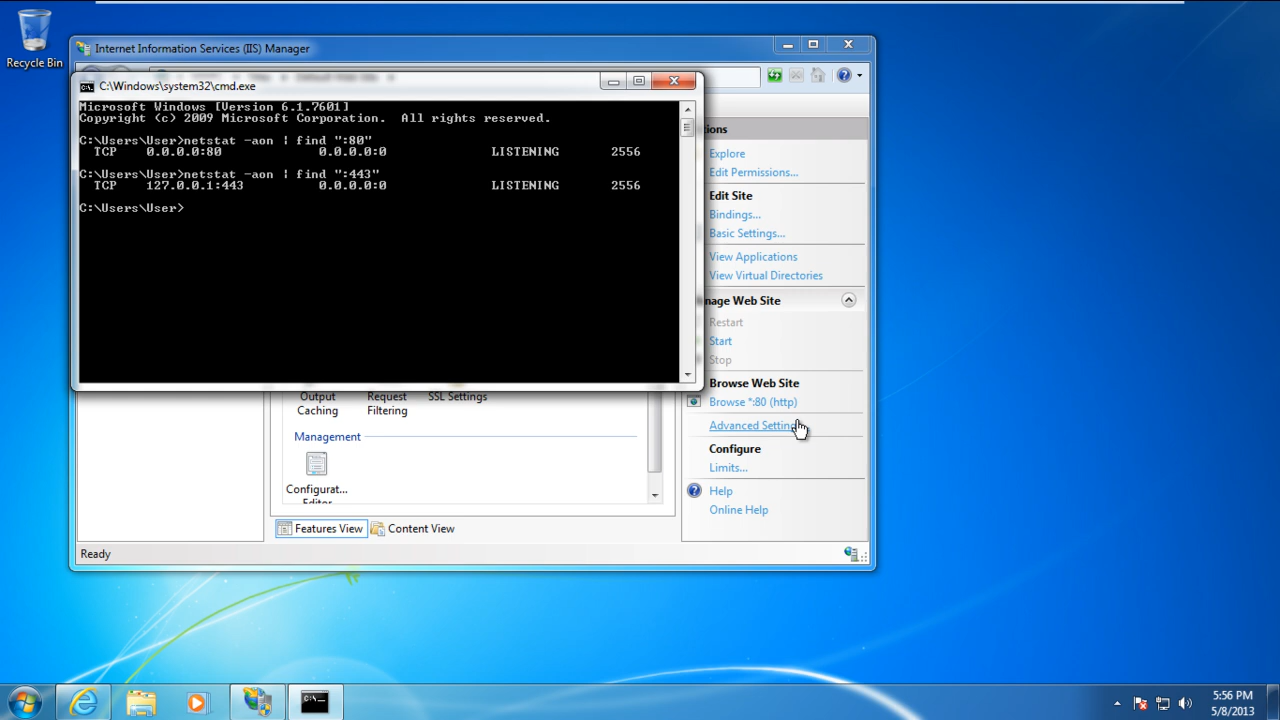 Recycle Bin
Internet Information Services (IIS) Manager
C:\Windows\system32\cmd.exe
Microsoft Windows [Version 6.1.7601]
Copyright (c) 2009 Microsoft Corporation.  All rights reserved.
C:\Users\User>netstat -aon | find ":80"
TCP    0.0.0.0:80             0.0.0.0:0              LISTENING       2556
C:\Users\User>netstat -aon | find ":443"
TCP    127.0.0.1:443          0.0.0.0:0              LISTENING       2556
C:\Users\User>
Explore
Edit Permissions...
Edit Site
Bindings...
Basic Settings...
View Applications
View Virtual Directories
Web Site
Restart
Start
Stop
Browse Web Site
Browse *:80 (http)
Advanced
Configure
Limits...
Help
Online Help
Output
Caching
Request
Filtering
SSL Settings
Management
Configurat...
Features View
Content View
Ready
5:56 PM
5/8/2013